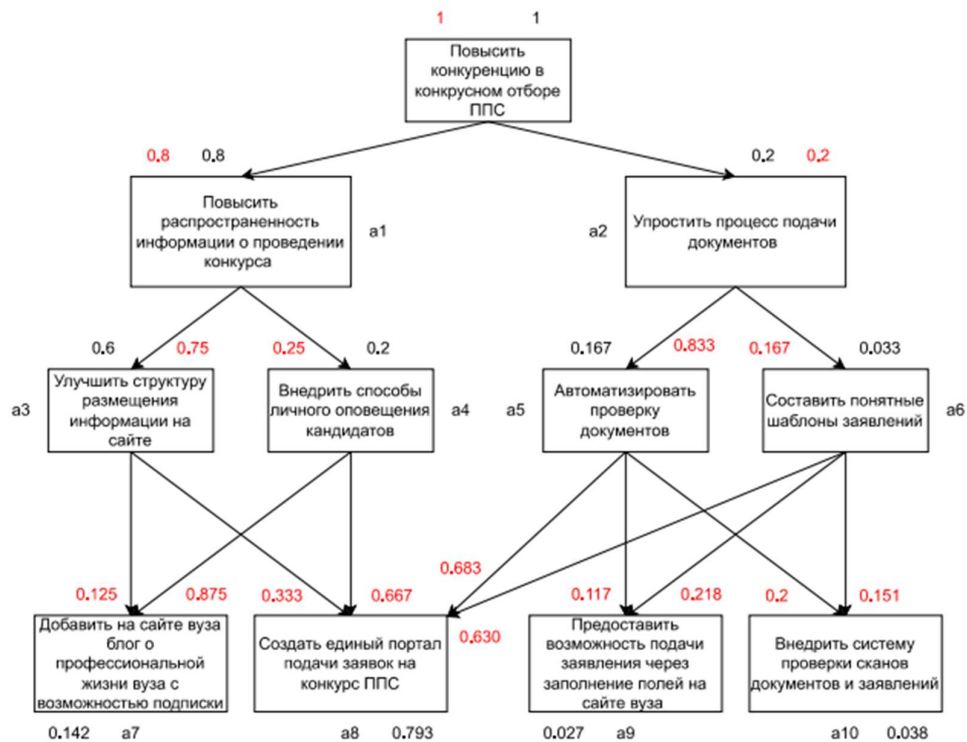 1 1
Повысить
конкуренцию в
конкрусном отборе
ППС
0.8 0.8
0.2 0.2
Повысить
распространенность
информации о проведении
конкурса
a1
a2
Упростить процесс подачи
документов
0.6 0.75 0.25 0.2
0.167 0.833 0.167 0.033
a3
Улучшить структуру
размещения
информации на
сайте
Внедрить способы
личного оповещения
кандидатов
a4
a5
Автоматизировать
проверку
документов
Составить понятные
шаблоны заявлений
a6
0.683
0.125 0.875 0.333 0.667
0.117 0.218 0.2 0.151
0.630
Добавить на сайте вуза
блог о
профессиональной
жизни вуза с
возможностью подписки
Создать единый портал
подачи заявок на
конкурс ППС
Предоставить
возможность подачи
заявления через
заполнение полей на
сайте вуза
Внедрить систему
проверки сканов
документов и заявлений
0.142 a7 a8 0.793 0.027 a9 a10 0.038